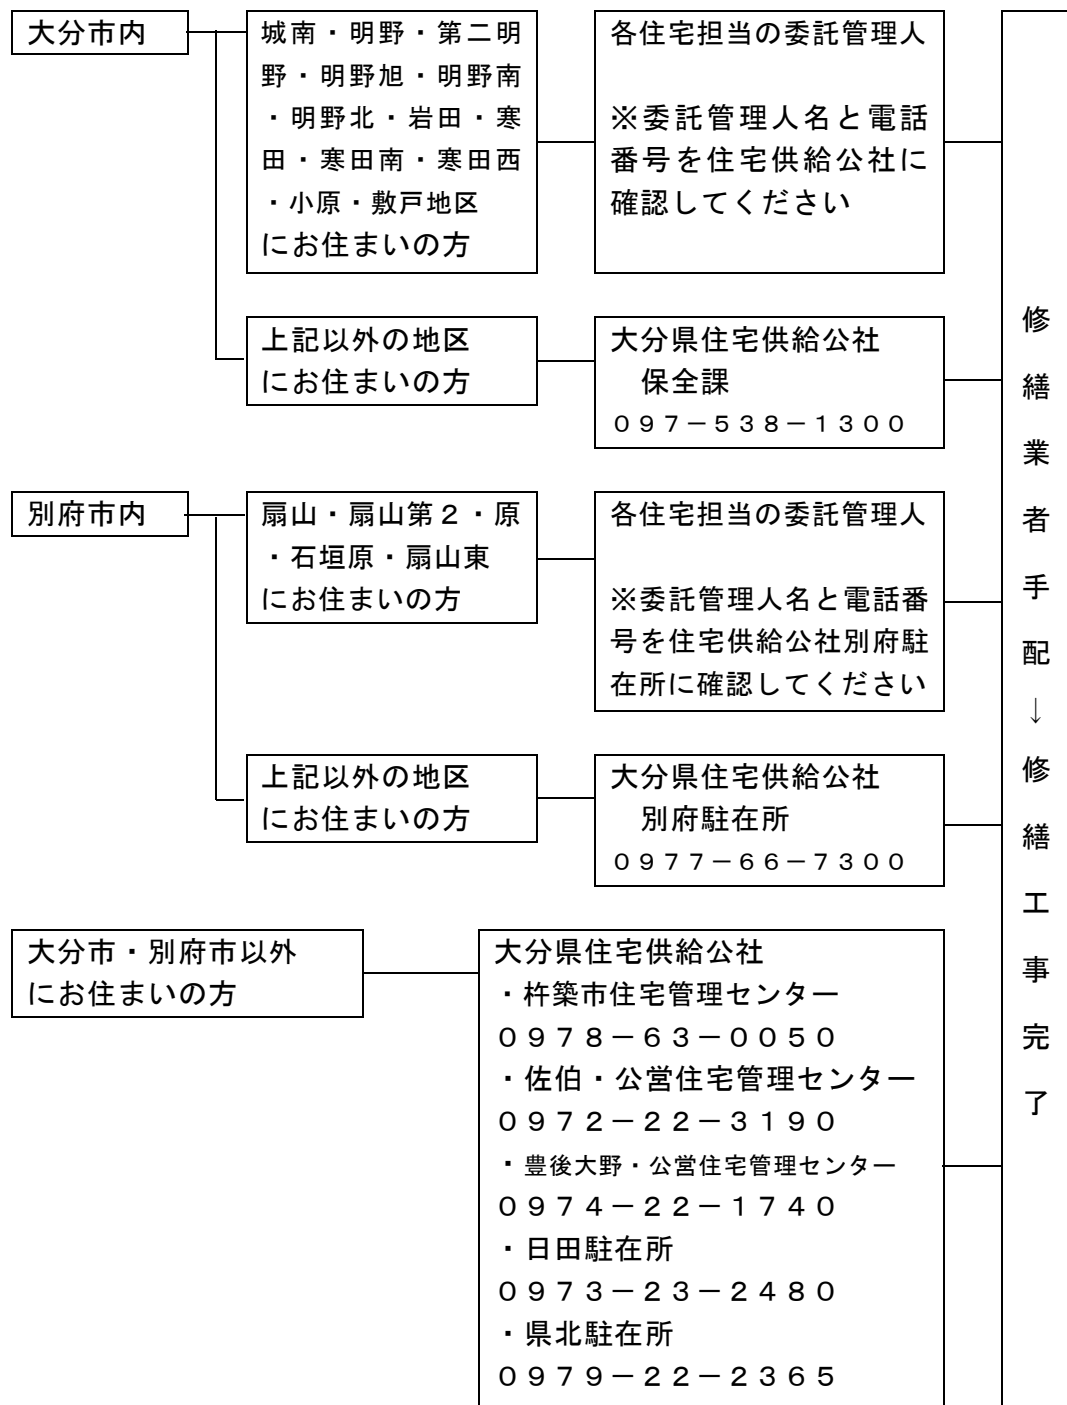 大分市内
城南・明野・第二明
野・明野旭・明野南
・明野北・岩田・寒
田・寒田南・寒田西
・小原・敷戸地区
にお住まいの方
各住宅担当の委託管理人
※委託管理人名と電話
番号を住宅供給公社に
確認してください
上記以外の地区
にお住まいの方
大分県住宅供給公社
保全課
０９７－５３８－１３００
別府市内
扇山・扇山第２・原
・石垣原・扇山東
にお住まいの方
各住宅担当の委託管理人
※委託管理人名と電話番
号を住宅供給公社別府駐
在所に確認してください
上記以外の地区
にお住まいの方
大分県住宅供給公社
別府駐在所
０９７７－６６－７３００
大分市・別府市以外
にお住まいの方
大分県住宅供給公社
・杵築市住宅管理センター
０９７８－６３－００５０
・佐伯・公営住宅管理センター
０９７２－２２－３１９０
・豊後大野・公営住宅管理センター
０９７４－２２－１７４０
・日田駐在所
０９７３－２３－２４８０
・県北駐在所
０９７９－２２－２３６５
修繕業者手配↓修繕工事完了